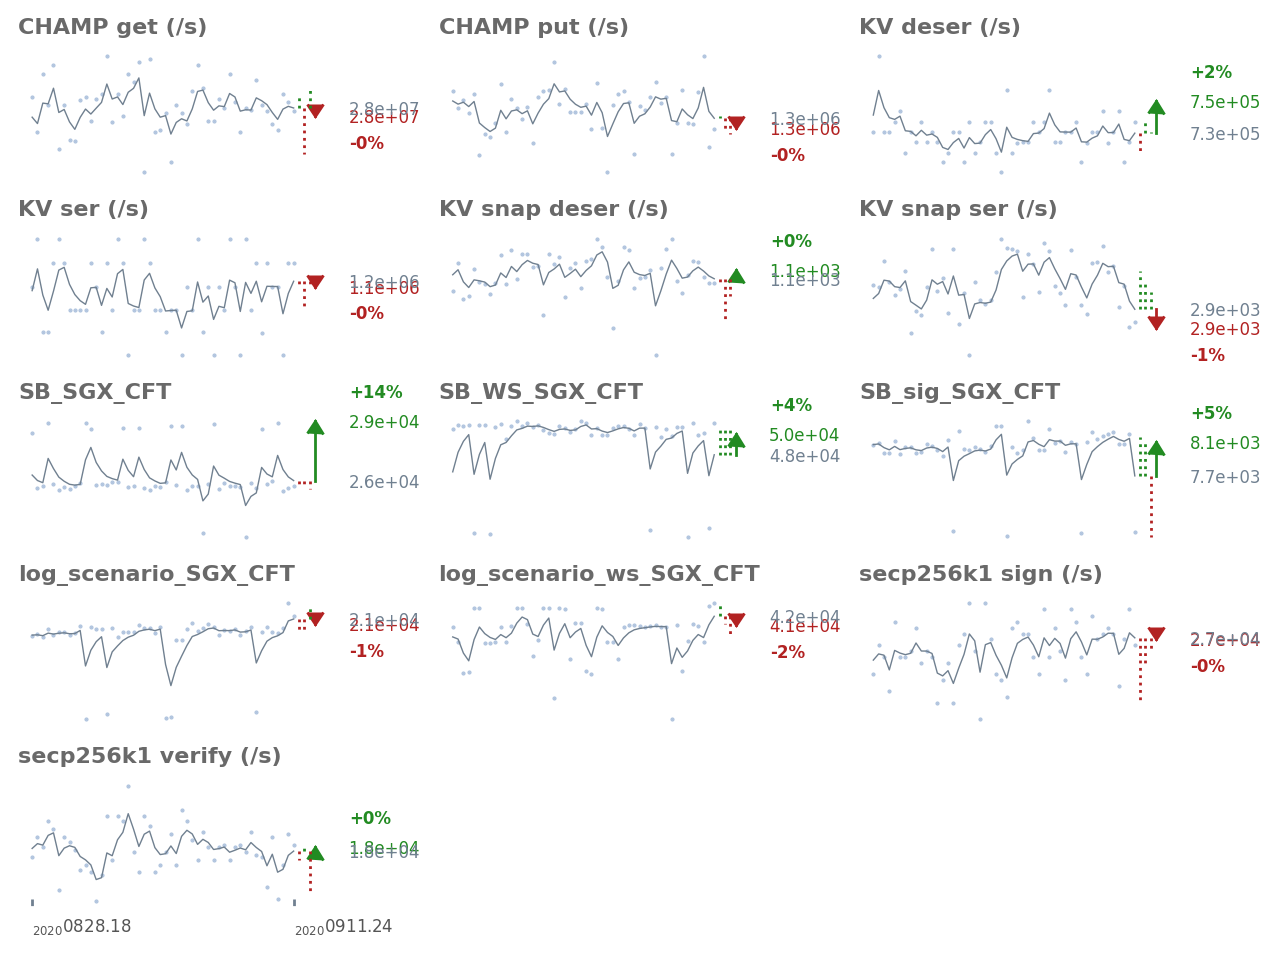 CHAMP get (/s)
2.8e+07
2.8e+07
-0%
CHAMP put (/s)
1.3e+06
1.3e+06
-0%
KV deser (/s)
+2%
7.5e+05
7.3e+05
KV ser (/s)
1.2e+06
1.1e+06
-0%
KV snap deser (/s)
+0%
1.1e+03
1.1e+03
KV snap ser (/s)
2.9e+03
2.9e+03
-1%
SB_SGX_CFT
+14%
2.9e+04
2.6e+04
SB_WS_SGX_CFT
+4%
5.0e+04
4.8e+04
SB_sig_SGX_CFT
+5%
8.1e+03
7.7e+03
log_scenario_SGX_CFT
2.1e+04
2.1e+04
-1%
log_scenario_ws_SGX_CFT
4.2e+04
4.1e+04
-2%
secp256k1 sign (/s)
2.7e+04
-0%
secp256k1 verify (/s)
+0%
1.8e+04
1.8e+04
20200828.18
20200911.24